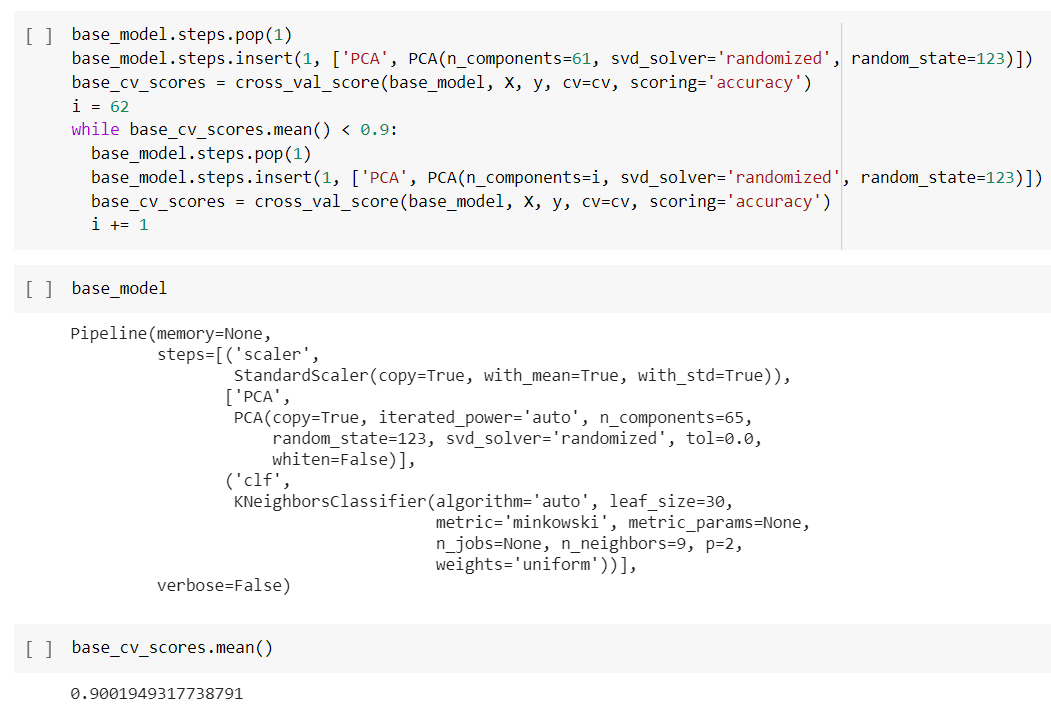 [ ] base_model.steps.pop(1)
base_model.steps.insert(1, ['PCA', PCA(n_components=61, svd_solver='randomized', random_state=123)])
base_cv_scores = cross_val_score(base_model, X, y, cv=cv, scoring='accuracy')
i = 62
while base_cv_scores.mean() < 0.9:
  base_model.steps.pop(1)
  base_model.steps.insert(1, ['PCA', PCA(n_components=i, svd_solver='randomized', random_state=123)])
  base_cv_scores = cross_val_score(base_model, X, y, cv=cv, scoring='accuracy')
  i += 1
[ ] base_model
Pipeline(memory=None,
         steps=[('scaler',
                 StandardScaler(copy=True, with_mean=True, with_std=True)),
                ['PCA',
                 PCA(copy=True, iterated_power='auto', n_components=65,
                     random_state=123, svd_solver='randomized', tol=0.0,
                     whiten=False)],
                ('clf',
                 KNeighborsClassifier(algorithm='auto', leaf_size=30,
                                      metric='minkowski', metric_params=None,
                                      n_jobs=None, n_neighbors=9, p=2,
                                      weights='uniform'))],
         verbose=False)
[ ] base_cv_scores.mean()
0.9001949317738791